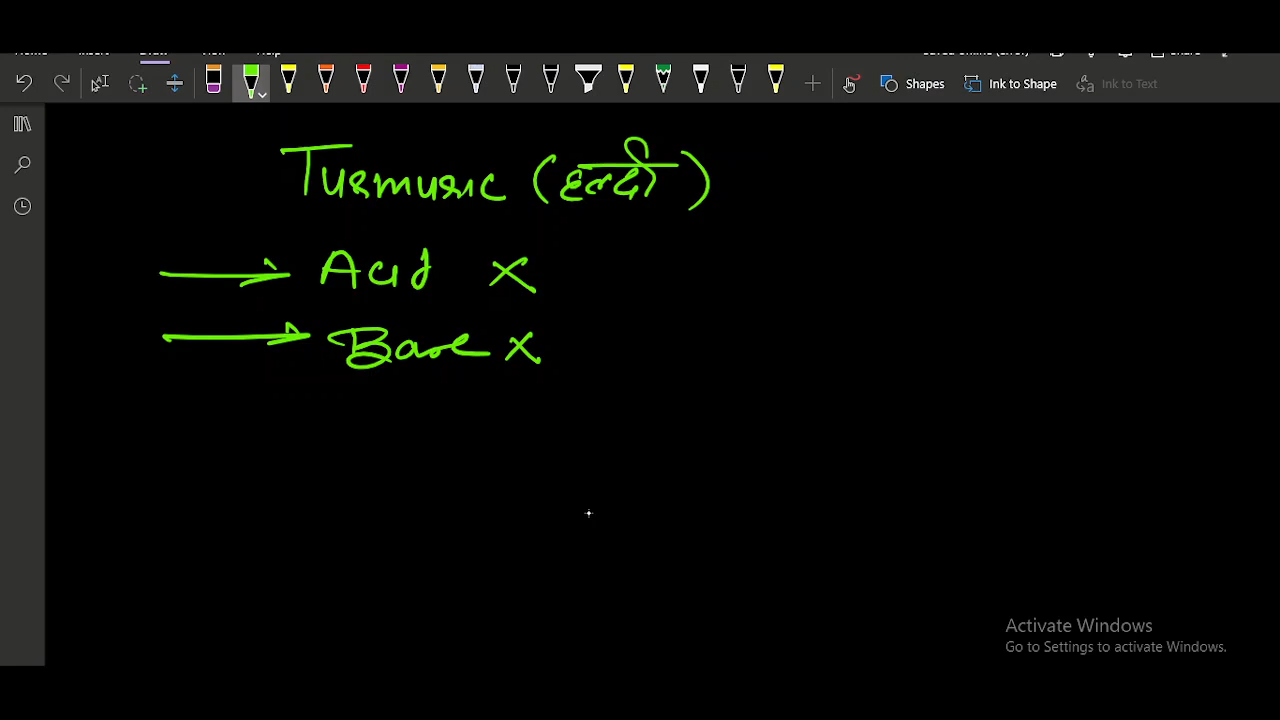 Shapes
Ink to Shape
Ink to Text
Turmuric (हल्दी)
Acid X
Base X
Activate Windows
Go to Settings to activate Windows.